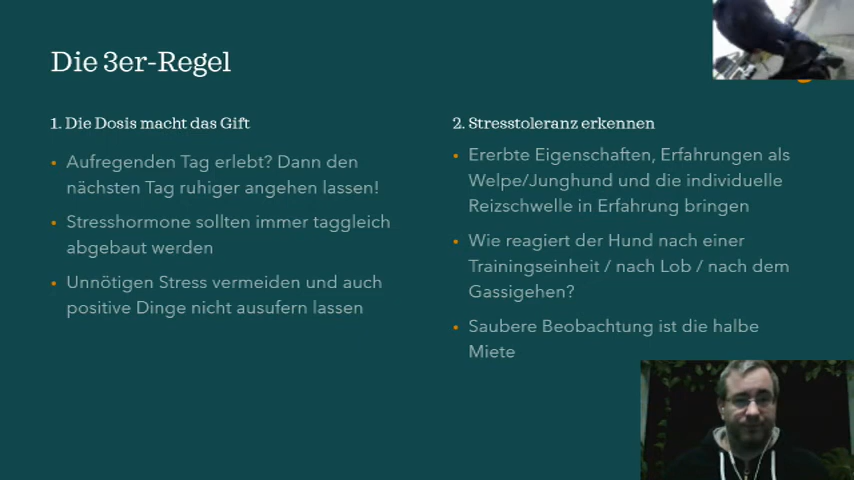 Die 3er-Regel
1. Die Dosis macht das Gift
Aufregenden Tag erlebt? Dann den
nächsten Tag ruhiger angehen lassen!
Stresshormone sollten immer taggleich
abgebaut werden
Unnötigen Stress vermeiden und auch
positive Dinge nicht ausufern lassen
2. Stresstoleranz erkennen
Ererbte Eigenschaften, Erfahrungen als
Welpe/Junghund und die individuelle
Reizschwelle in Erfahrung bringen
Wie reagiert der Hund nach einer
Trainingseinheit / nach Lob / nach dem
Gassigehen?
Saubere Beobachtung ist die halbe
Miete